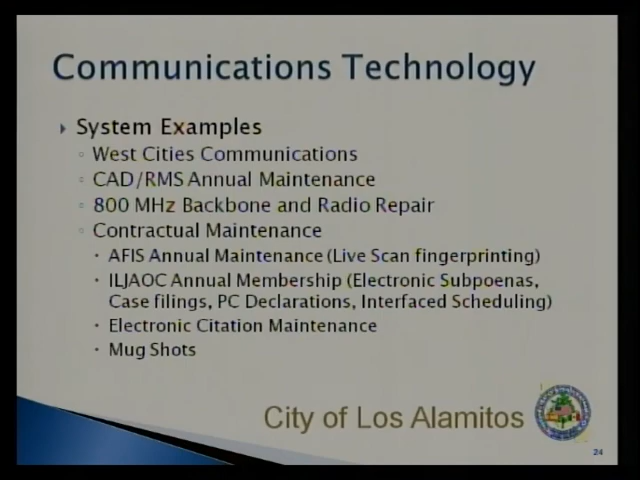 Communications Technology
System Examples
West Cities Communications
CAD/RMS Annual Maintenance
800 MHz Backbone and Radio Repair
Contractual Maintenance
AFIS Annual Maintenance (Live Scan fingerprinting)
ILJAOC Annual Membership (Electronic Subpoenas,
Case filings, PC Declarations, Interfaced Scheduling)
Electronic Citation Maintenance
Mug Shots
City of Los Alamitos
24